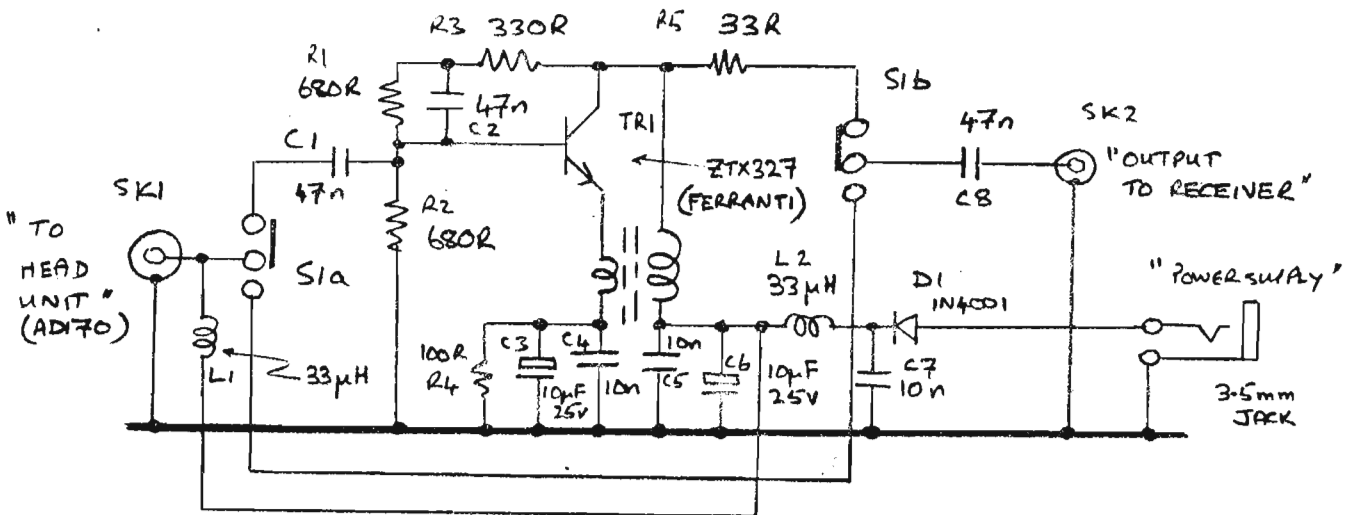 R3 330R
R5 33R
R1
680R
S1b
47n
C2
TR1
47n
SK2
C1
47n
ZTX327
(FERRANTI)
C8
"OUTPUT
TO RECEIVER"
SK1
R2
680R
"TO
HEAD
UNIT"
(AD170)
S1a
L2
33µH
D1
1N4001
"POWER SUPPLY"
L1
33µH
100R
R4
C3
10µF
25V
C4
10n
10n
C5
C6
10µF
25V
C7
10n
3.5mm
JACK